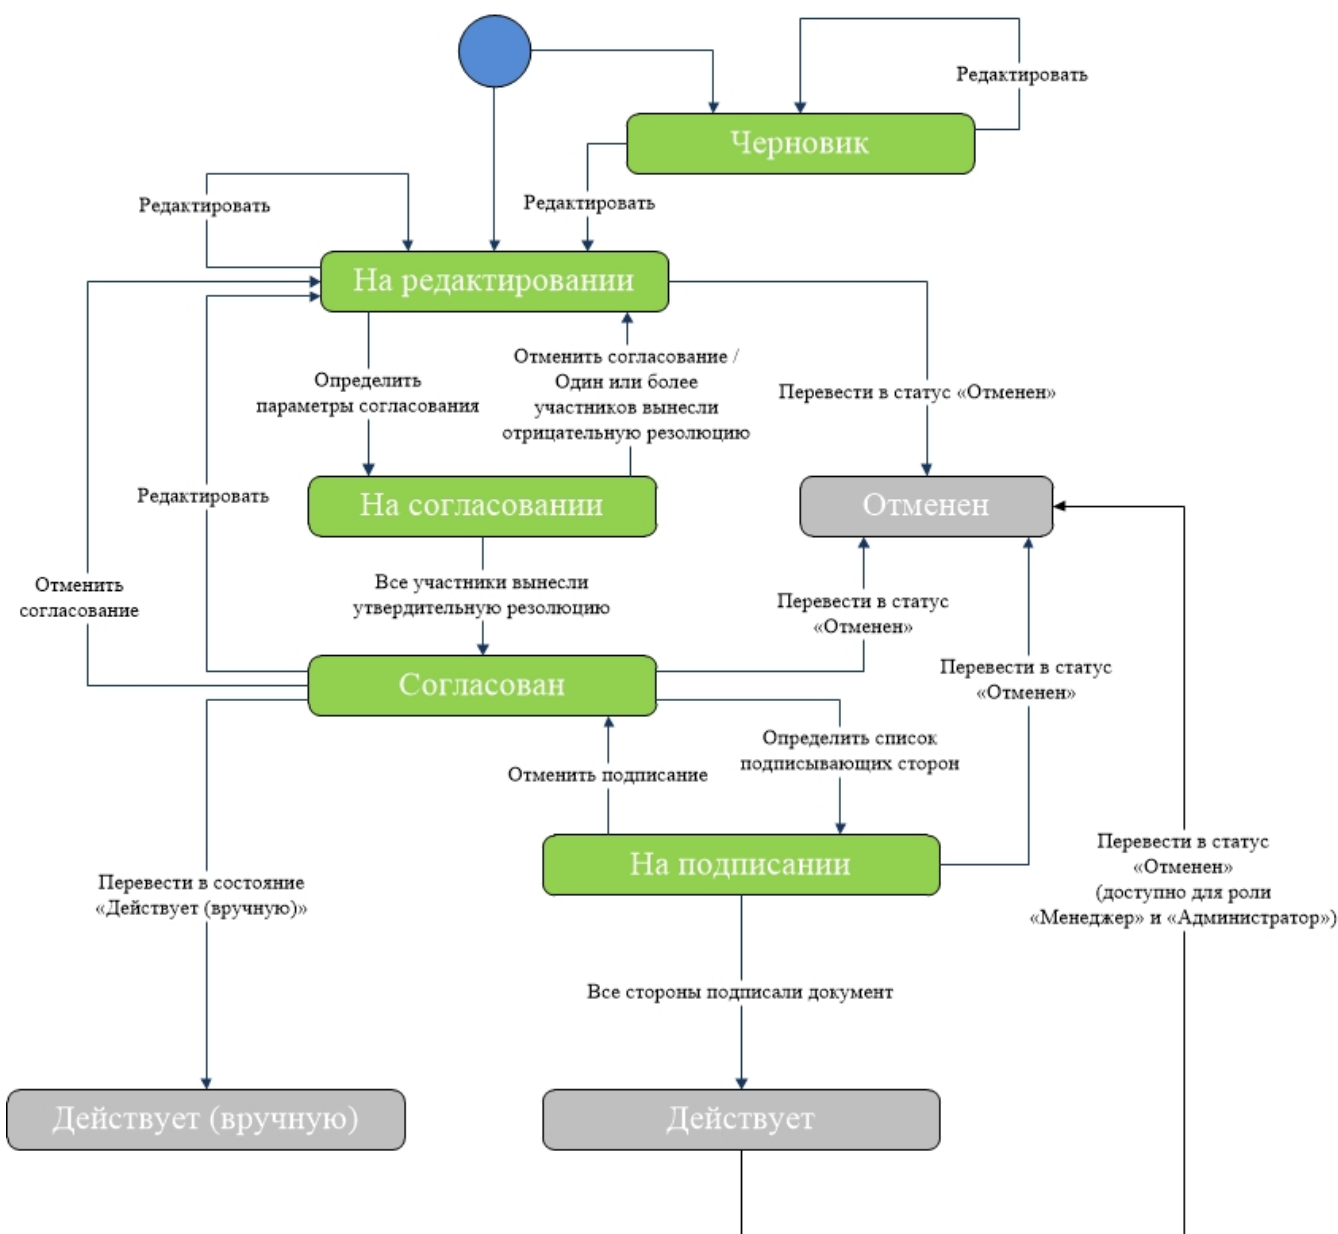 Редактировать
Черновик
Редактировать
Редактировать
На редактировании
Отменить согласование /
Один или более
участников вынесли
отрицательную резолюцию
Определить
параметры согласования
Перевести в статус «Отменен»
Редактировать
На согласовании
Отменен
Отменить
согласование
Все участники вынесли
утвердительную резолюцию
Перевести в статус
«Отменен»
Перевести в статус
«Отменен»
Согласован
Определить список
подписывающих сторон
Отменить подписание
На подписании
Перевести в статус
«Отменен»
(доступно для роли
«Менеджер» и «Администратор»)
Перевести в состояние
«Действует (вручную)»
Все стороны подписали документ
Действует (вручную)
Действует